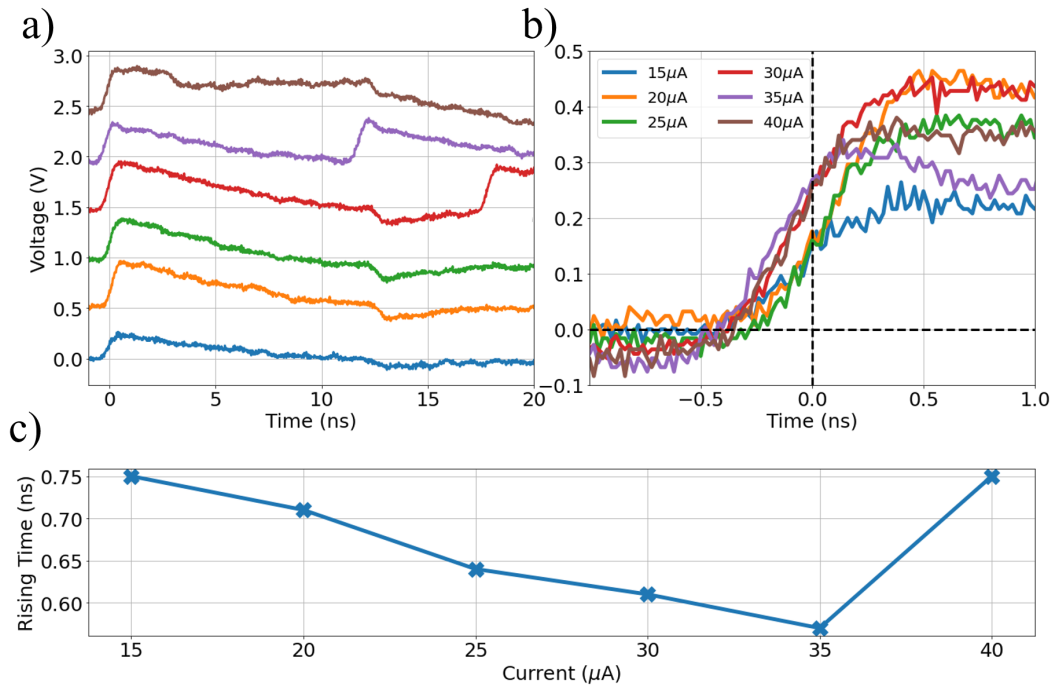 a)
3.0
2.5
2.0
1.5
1.0
0.5
0.0
Voltage (V)
0 5 10 15 20
Time (ns)
b)
0.5
0.4
0.3
0.2
0.1
0.0
−0.1
15μA 30μA
20μA 35μA
25μA 40μA
−0.5 0.0 0.5 1.0
Time (ns)
c)
0.75
0.70
0.65
0.60
Rising Time (ns)
15 20 25 30 35 40
Current (μA)